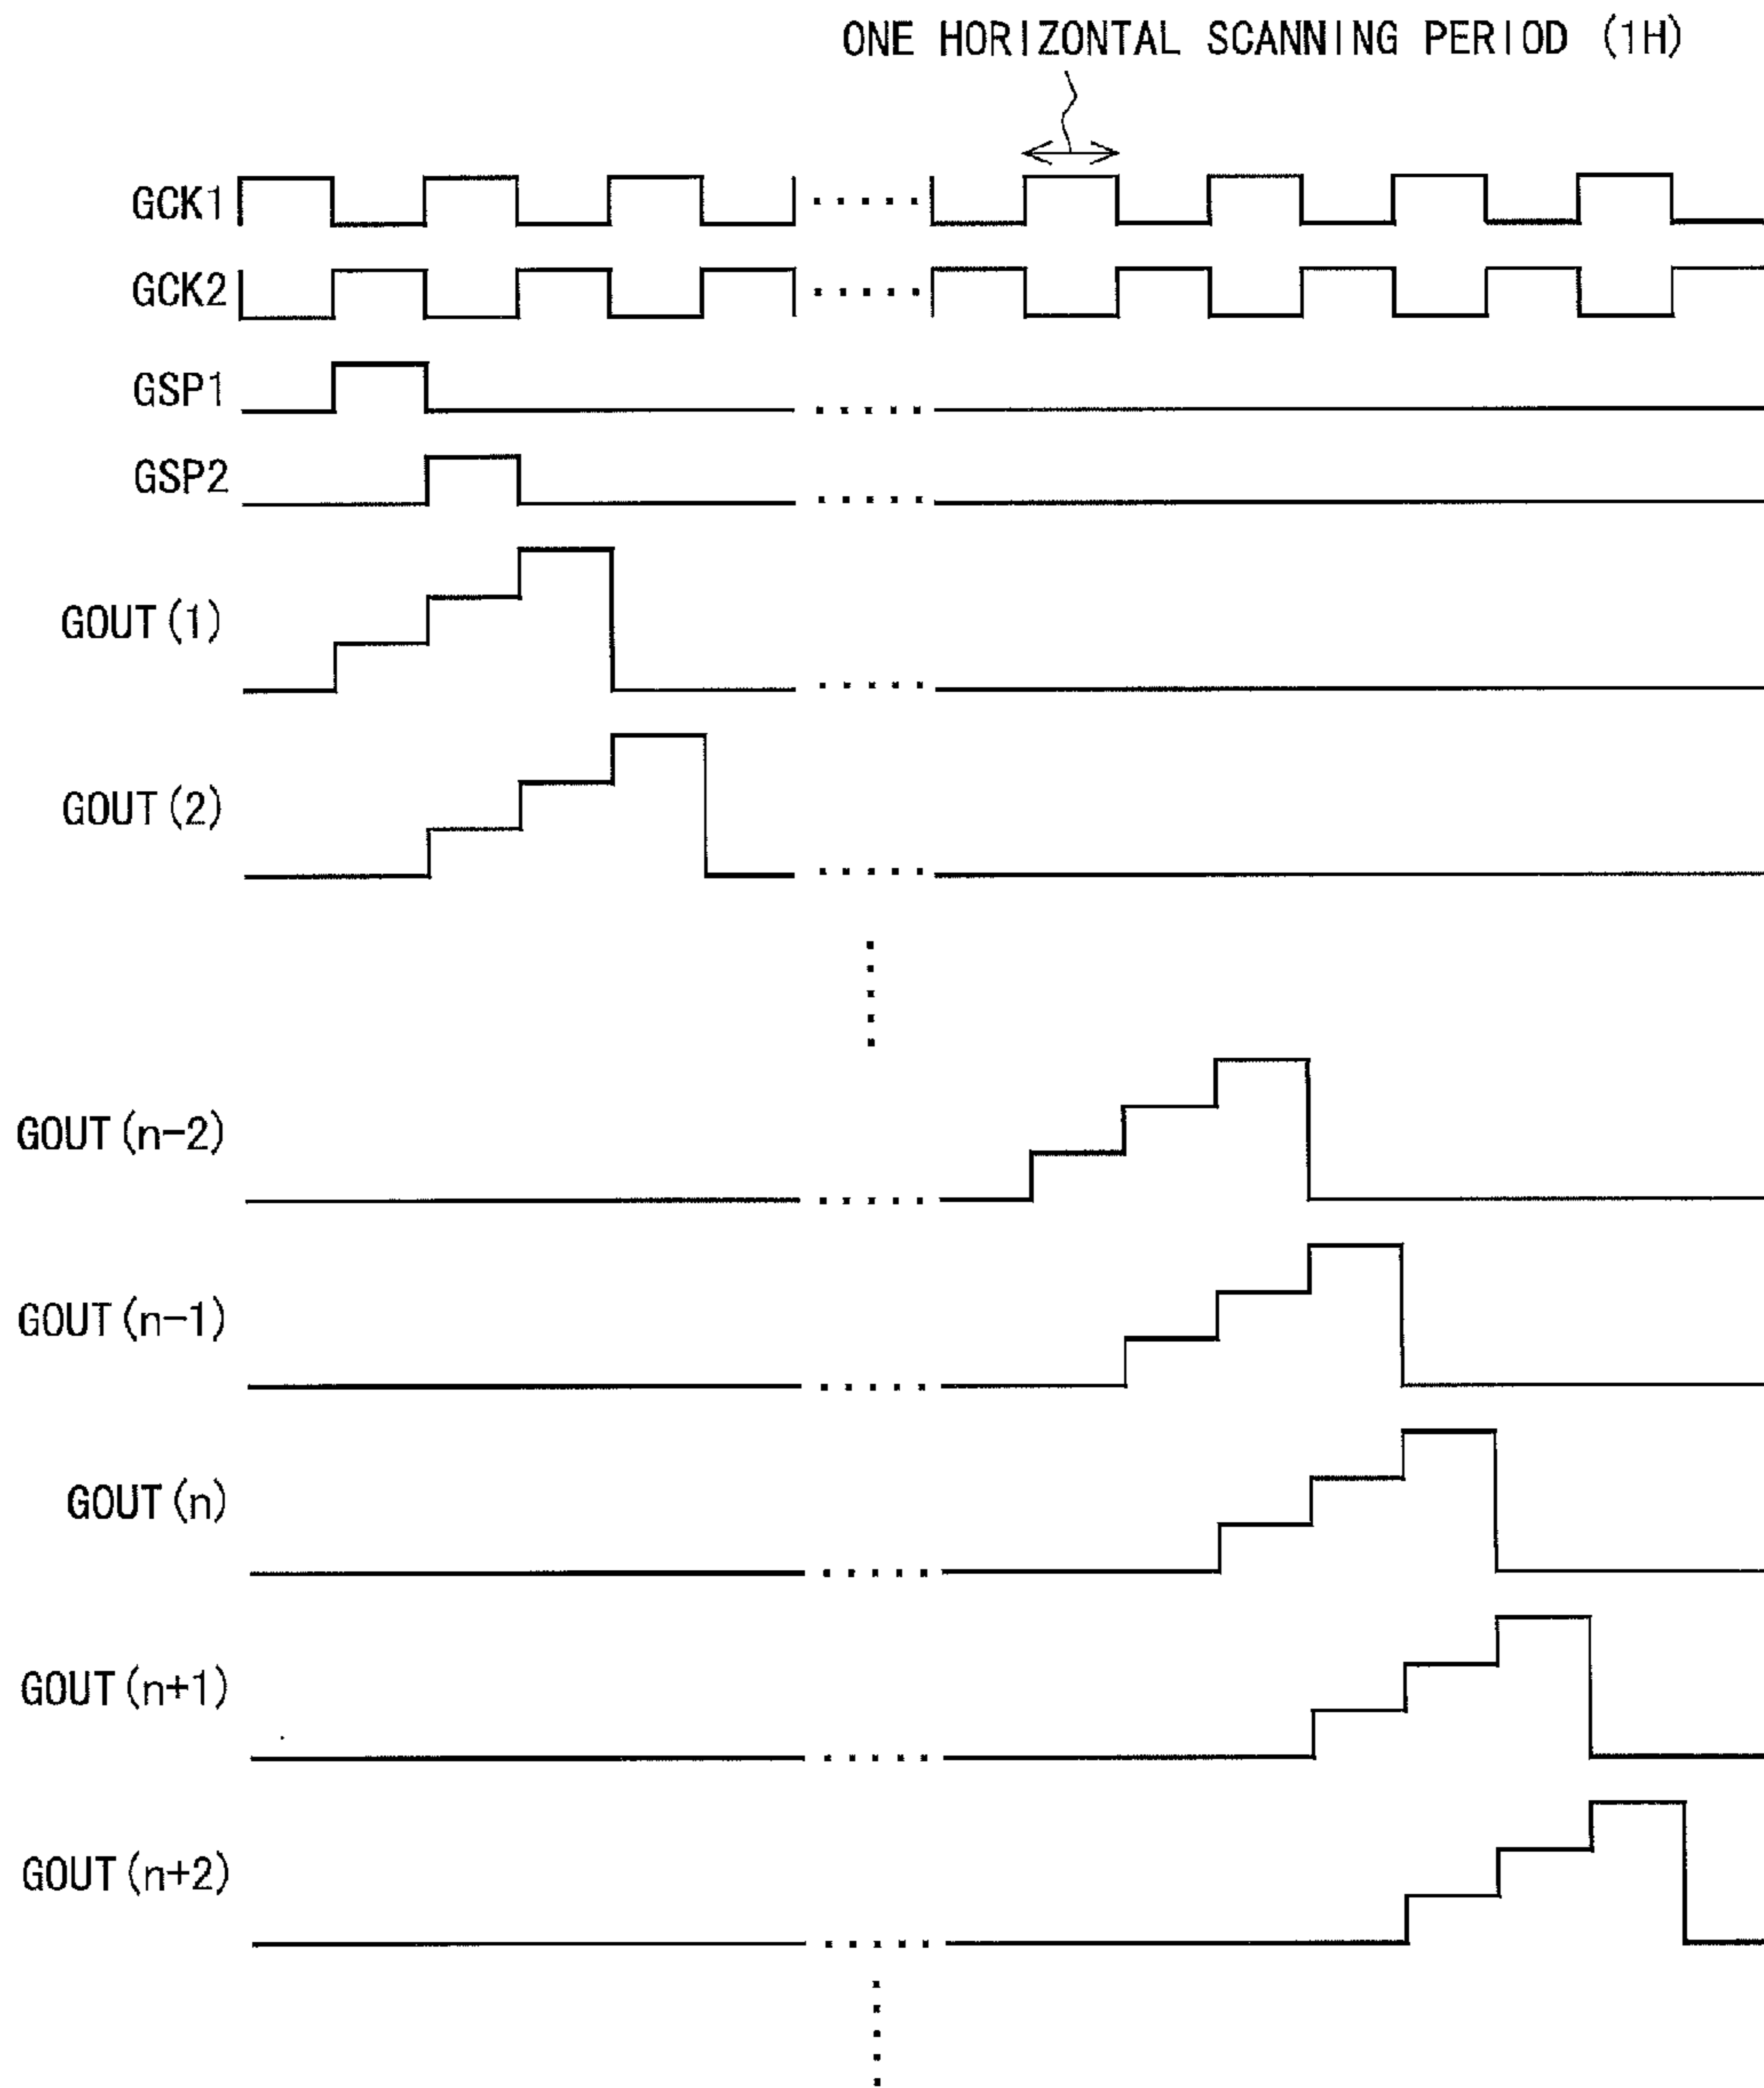 ONE HORIZONTAL SCANNING PERIOD (1H)
GCK1
GCK2
GSP1
GSP2
GOUT(1)
GOUT(2)
GOUT(n-2)
GOUT(n-1)
GOUT(n)
GOUT(n+1)
GOUT(n+2)